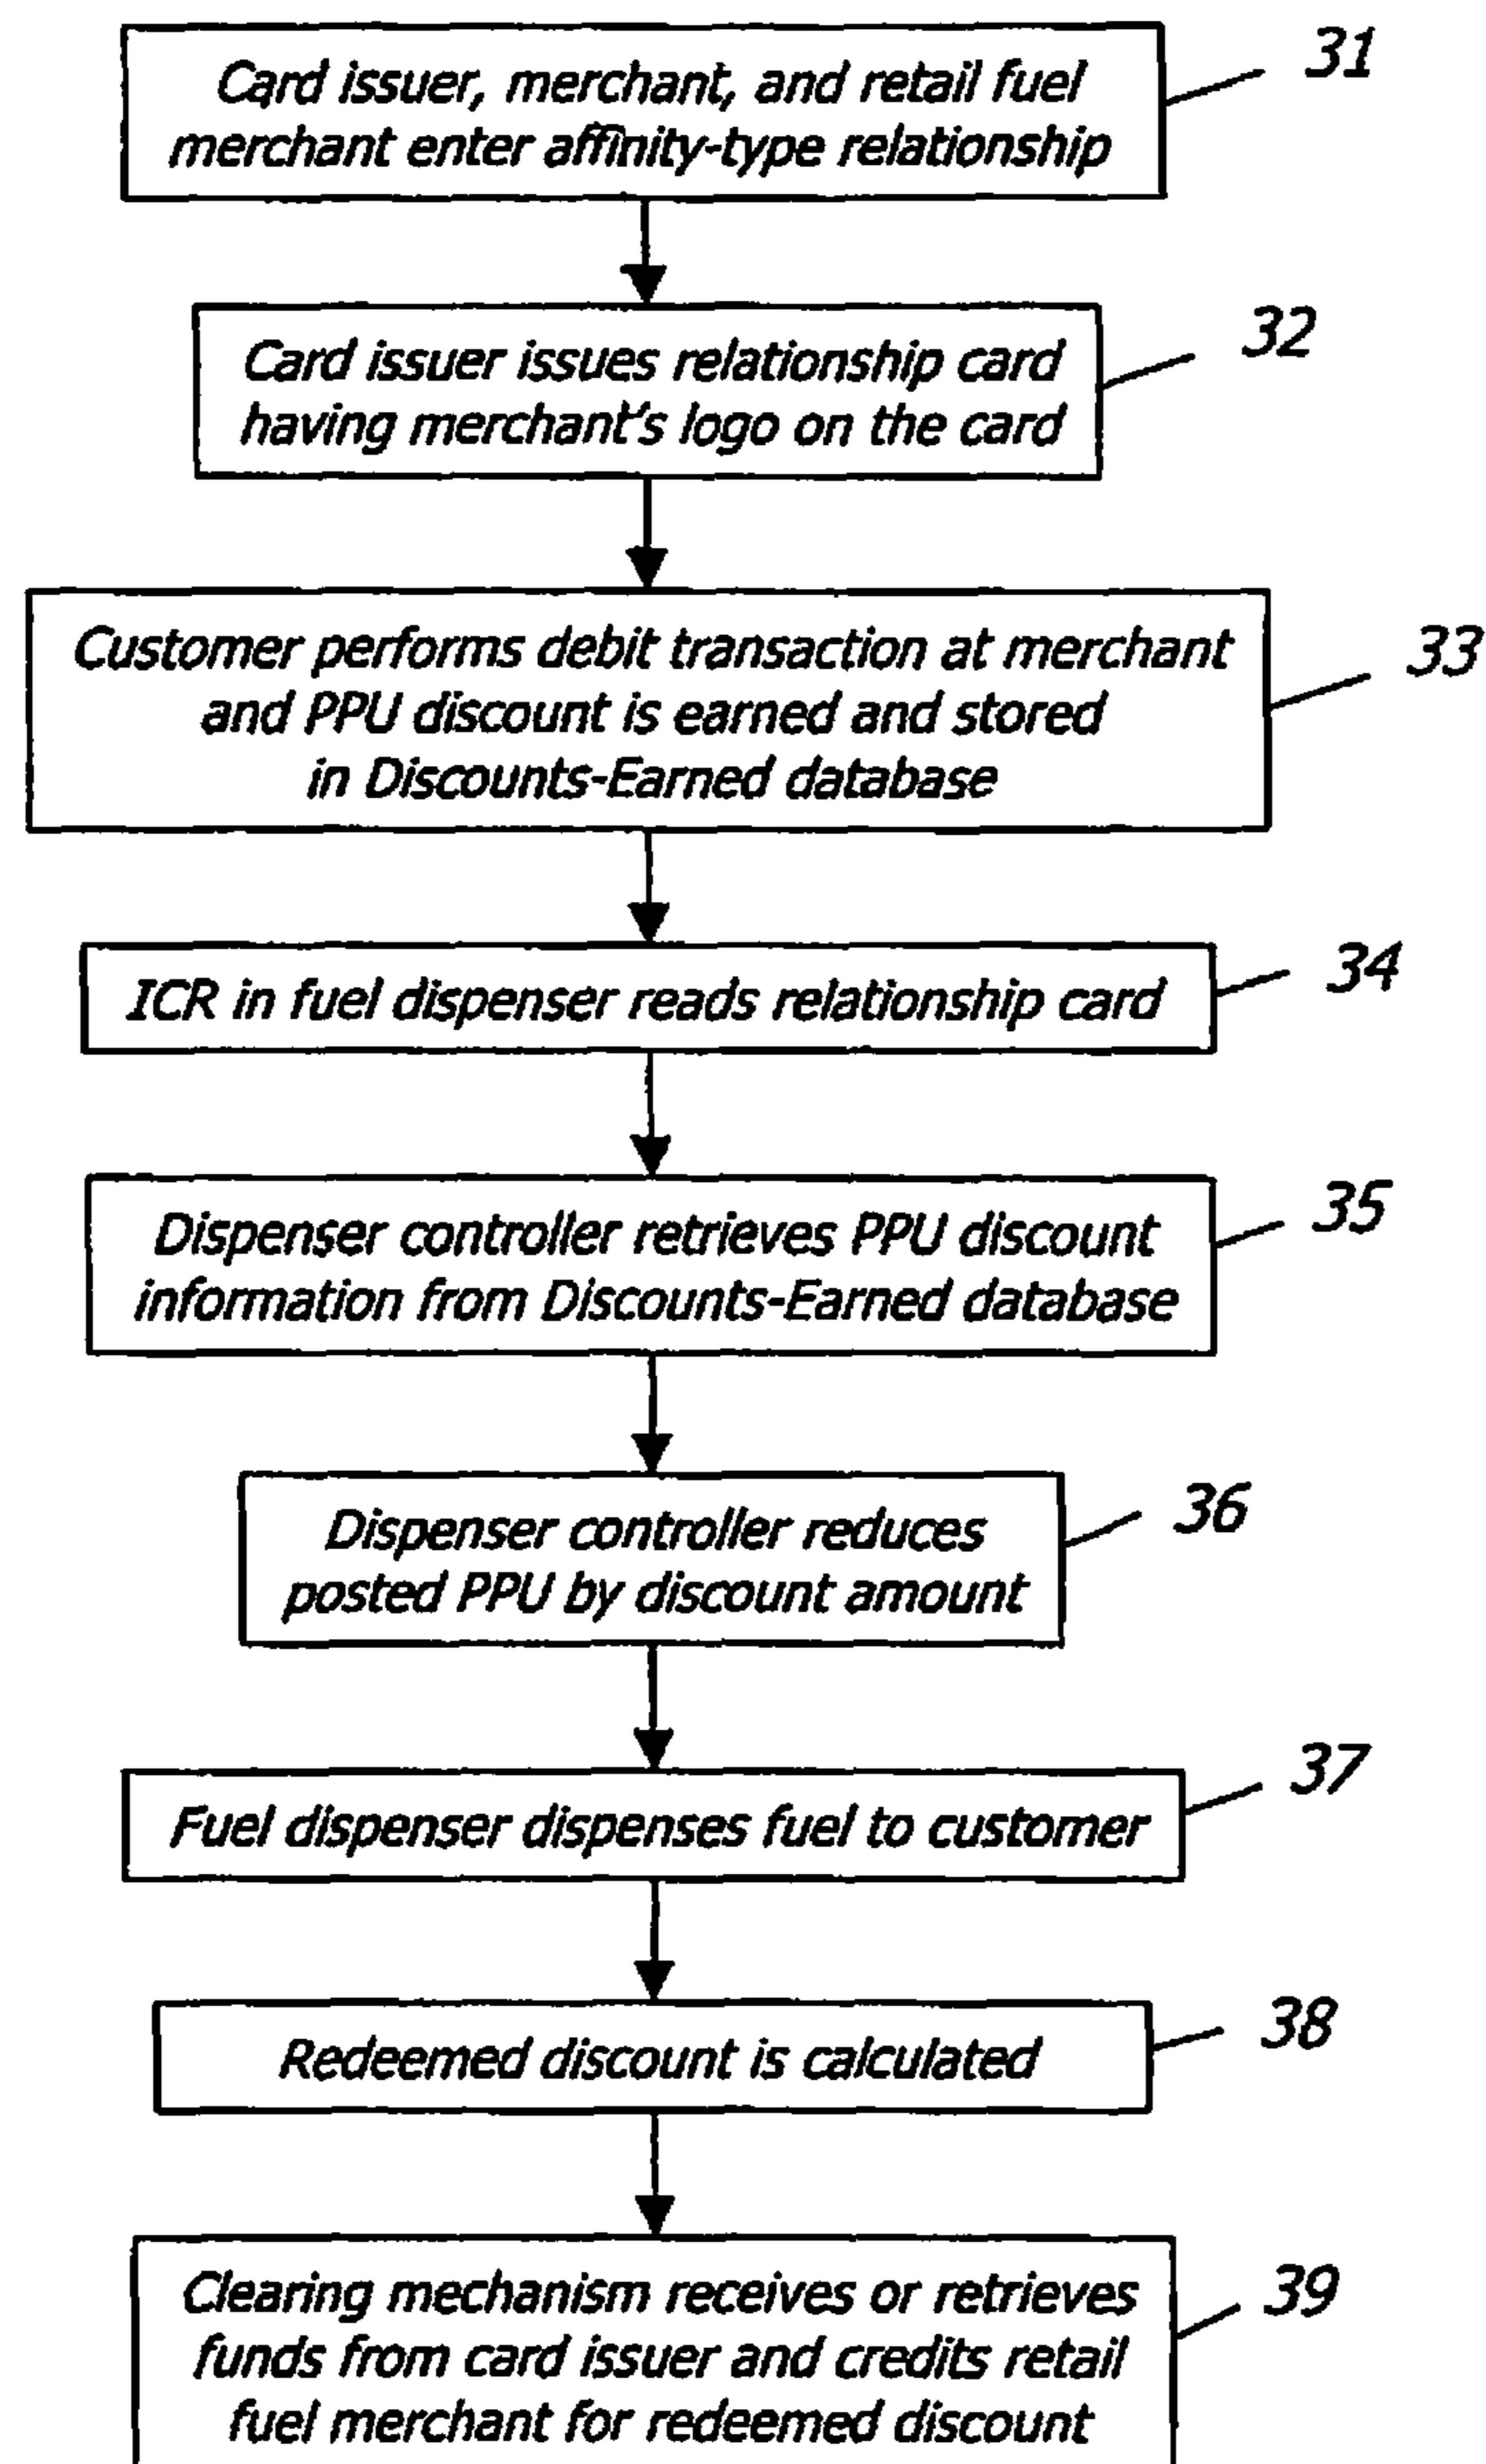 Card issuer, merchant, and retail fuel
merchant enter affinity-type relationship
31
Card issuer issues relationship card
having merchant's logo on the card
32
Customer performs debit transaction at merchant
and PPU discount is earned and stored
in Discounts-Earned database
33
ICR in fuel dispenser reads relationship card
34
Dispenser controller retrieves PPU discount
information from Discounts-Earned database
35
Dispenser controller reduces
posted PPU by discount amount
36
Fuel dispenser dispenses fuel to customer
37
Redeemed discount is calculated
38
Clearing mechanism receives or retrieves
funds from card issuer and credits retail
fuel merchant for redeemed discount
39